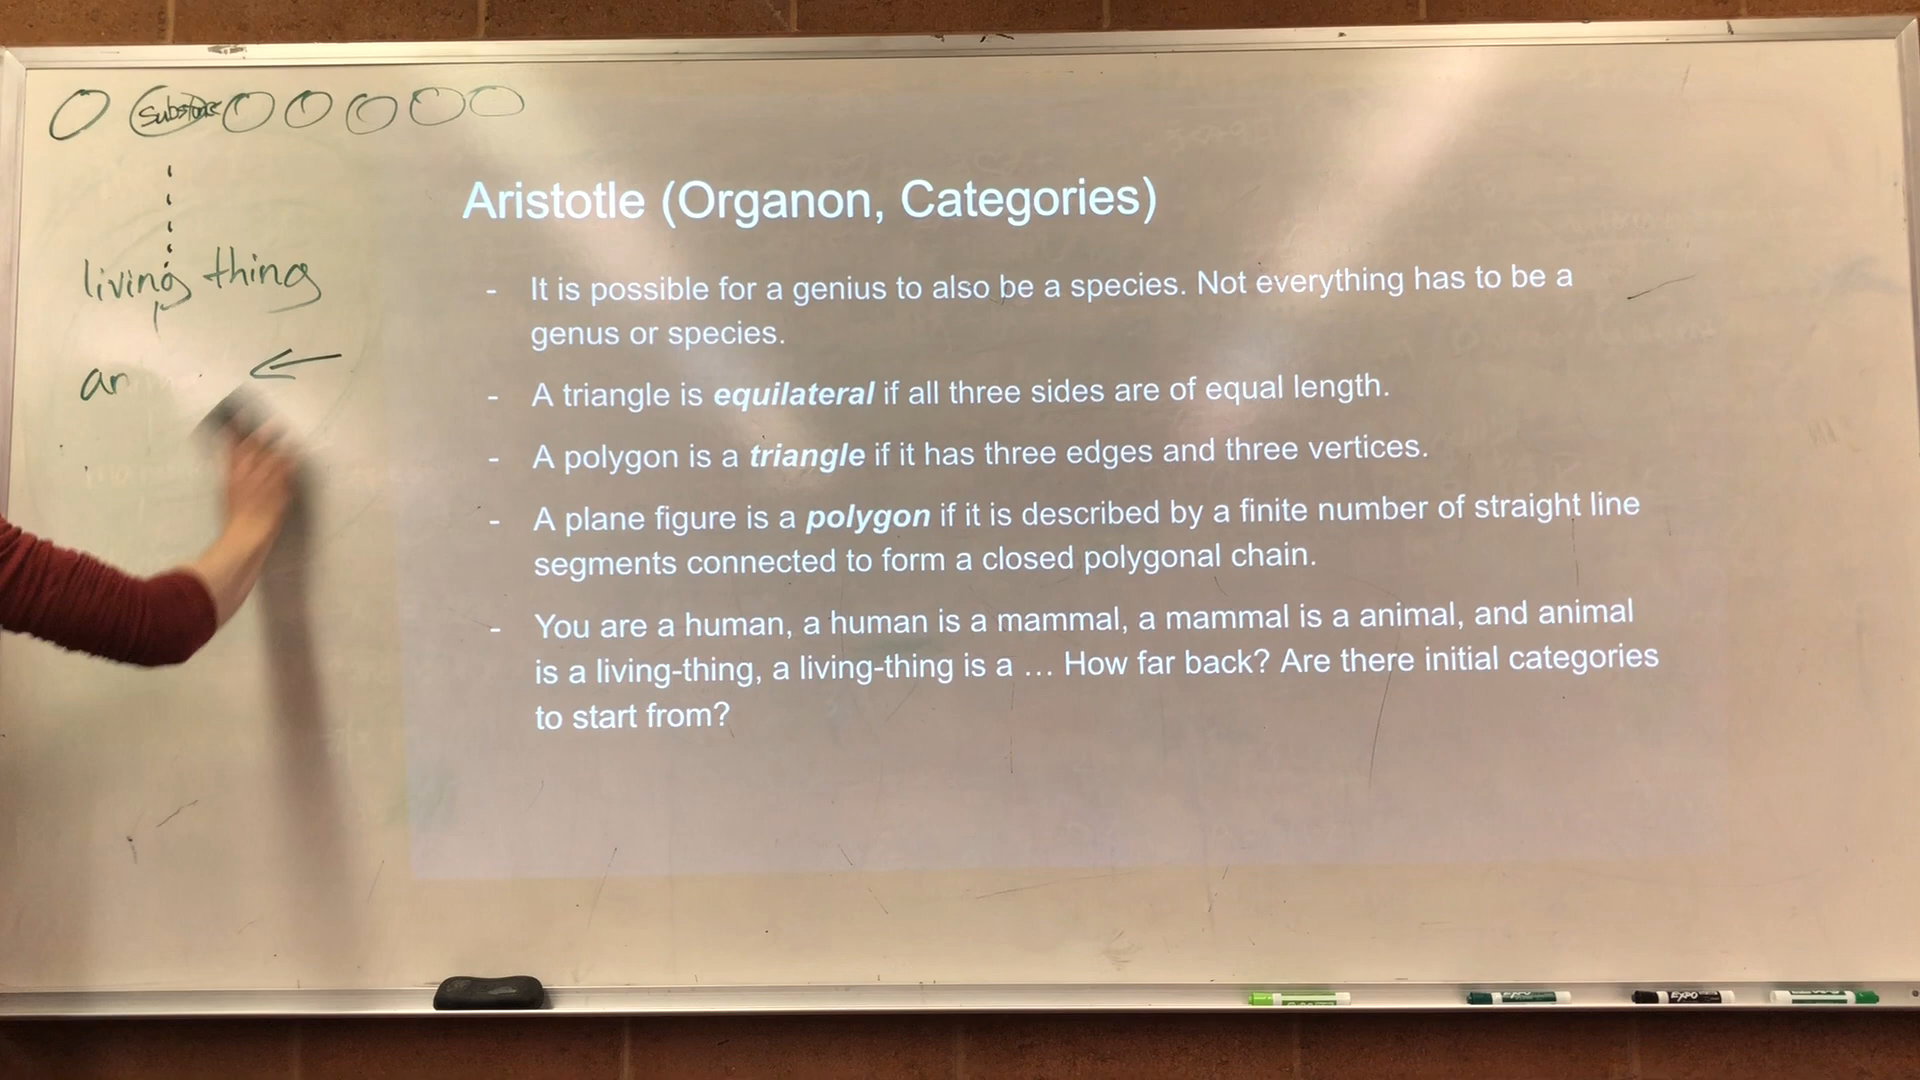 Substance
living thing
an
Aristotle (Organon, Categories)
- It is possible for a genius to also be a species. Not everything has to be a
genus or species.
- A triangle is equilateral if all three sides are of equal length.
- A polygon is a triangle if it has three edges and three vertices.
- A plane figure is a polygon if it is described by a finite number of straight line
segments connected to form a closed polygonal chain.
- You are a human, a human is a mammal, a mammal is a animal, and animal
is a living-thing, a living-thing is a … How far back? Are there initial categories
to start from?
EXPO
EXPO